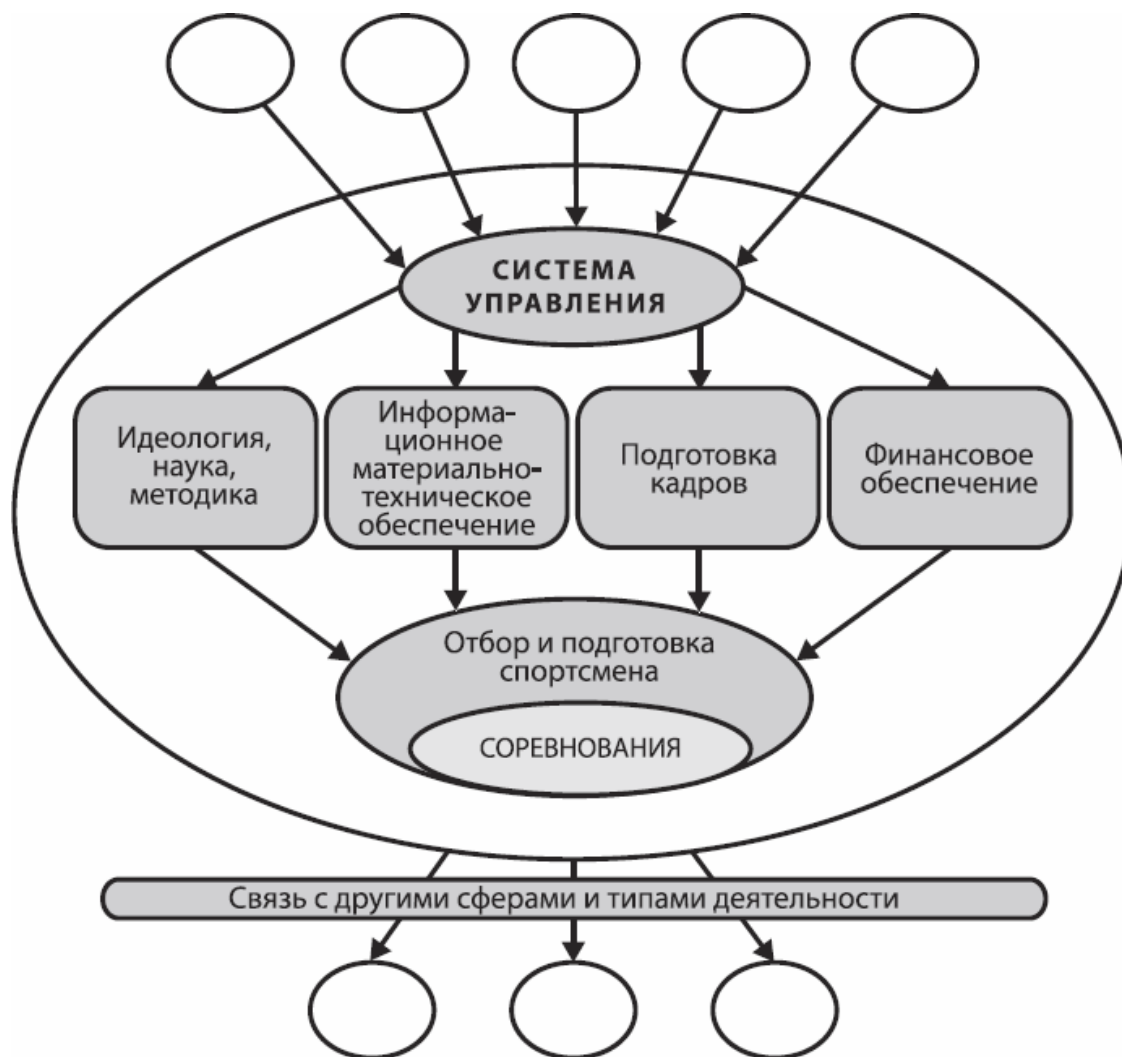 СИСТЕМА
УПРАВЛЕНИЯ
Идеология,
наука,
методика
Информа-
ционное
материально-
техническое
обеспечение
Подготовка
кадров
Финансовое
обеспечение
Отбор и подготовка
спортсмена
СОРЕВНОВАНИЯ
Связь с другими сферами и типами деятельности